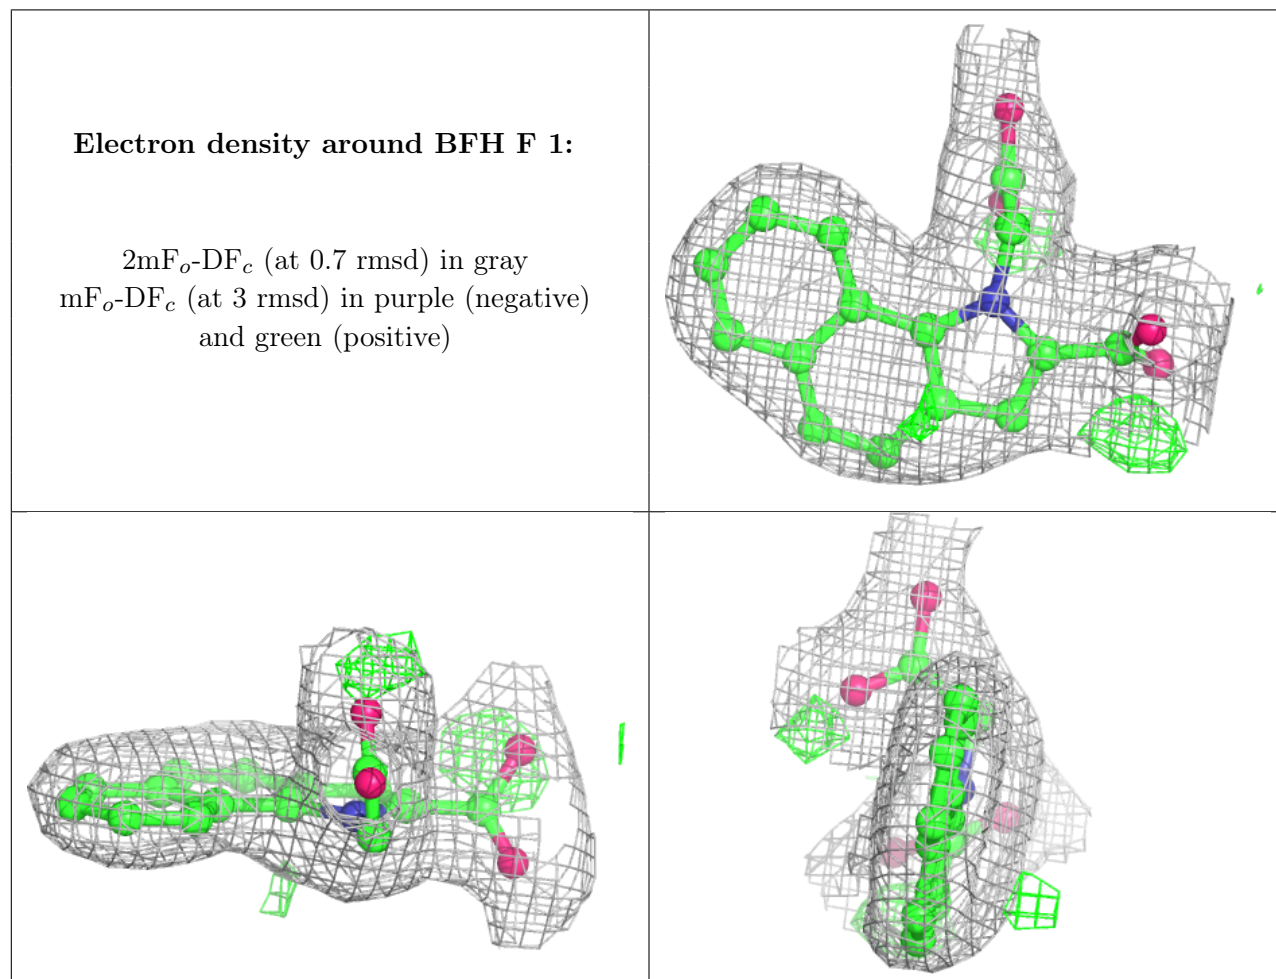 Electron density around BFH F 1:
2mFₒ-DF𝒸 (at 0.7 rmsd) in gray
mFₒ-DF𝒸 (at 3 rmsd) in purple (negative)
and green (positive)